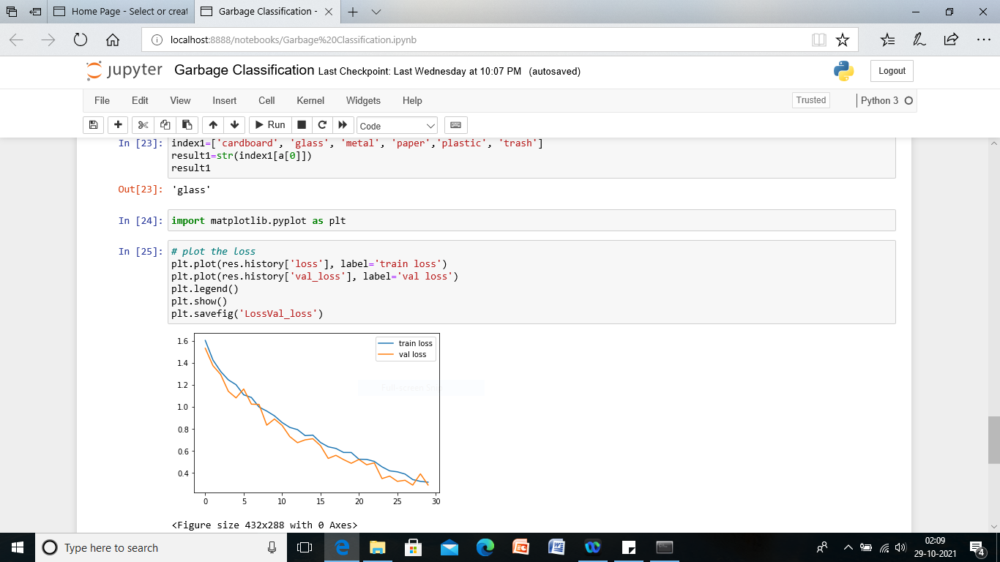 Home Page - Select or creat
Garbage Classification -
localhost:8888/notebooks/Garbage%20Classification.ipynb
jupyter Garbage Classification Last Checkpoint: Last Wednesday at 10:07 PM (autosaved)
Logout
File Edit View Insert Cell Kernel Widgets Help
Trusted
Python 3
Run
Code
In [23]: index1=['cardboard', 'glass', 'metal', 'paper','plastic', 'trash']
result1=str(index1[a[0]])
result1
Out[23]: 'glass'
In [24]: import matplotlib.pyplot as plt
In [25]: # plot the loss
plt.plot(res.history['loss'], label='train loss')
plt.plot(res.history['val_loss'], label='val loss')
plt.legend()
plt.show()
plt.savefig('LossVal_loss')
train loss
val loss
1.6
1.4
1.2
1.0
0.8
0.6
0.4
Full-screen Snip
0 5 10 15 20 25 30
<Figure size 432x288 with 0 Axes>
Type here to search
02:09
29-10-2021
4